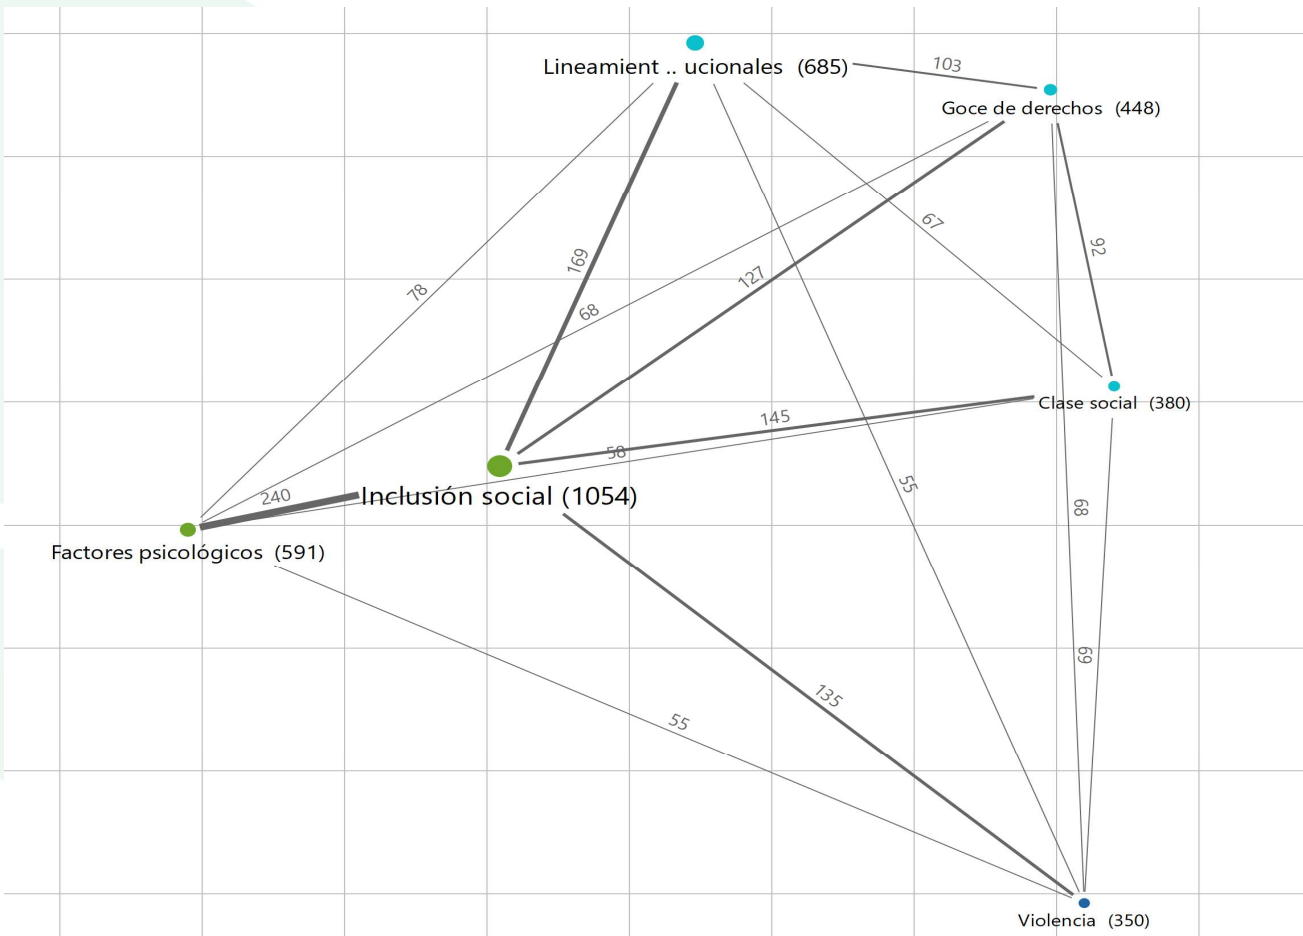 Lineamient .. ucionales (685)
103
Goce de derechos (448)
67
92
169
127
78
68
Clase social (380)
145
58
55
240
Inclusión social (1054)
68
Factores psicológicos (591)
69
135
55
Violencia (350)